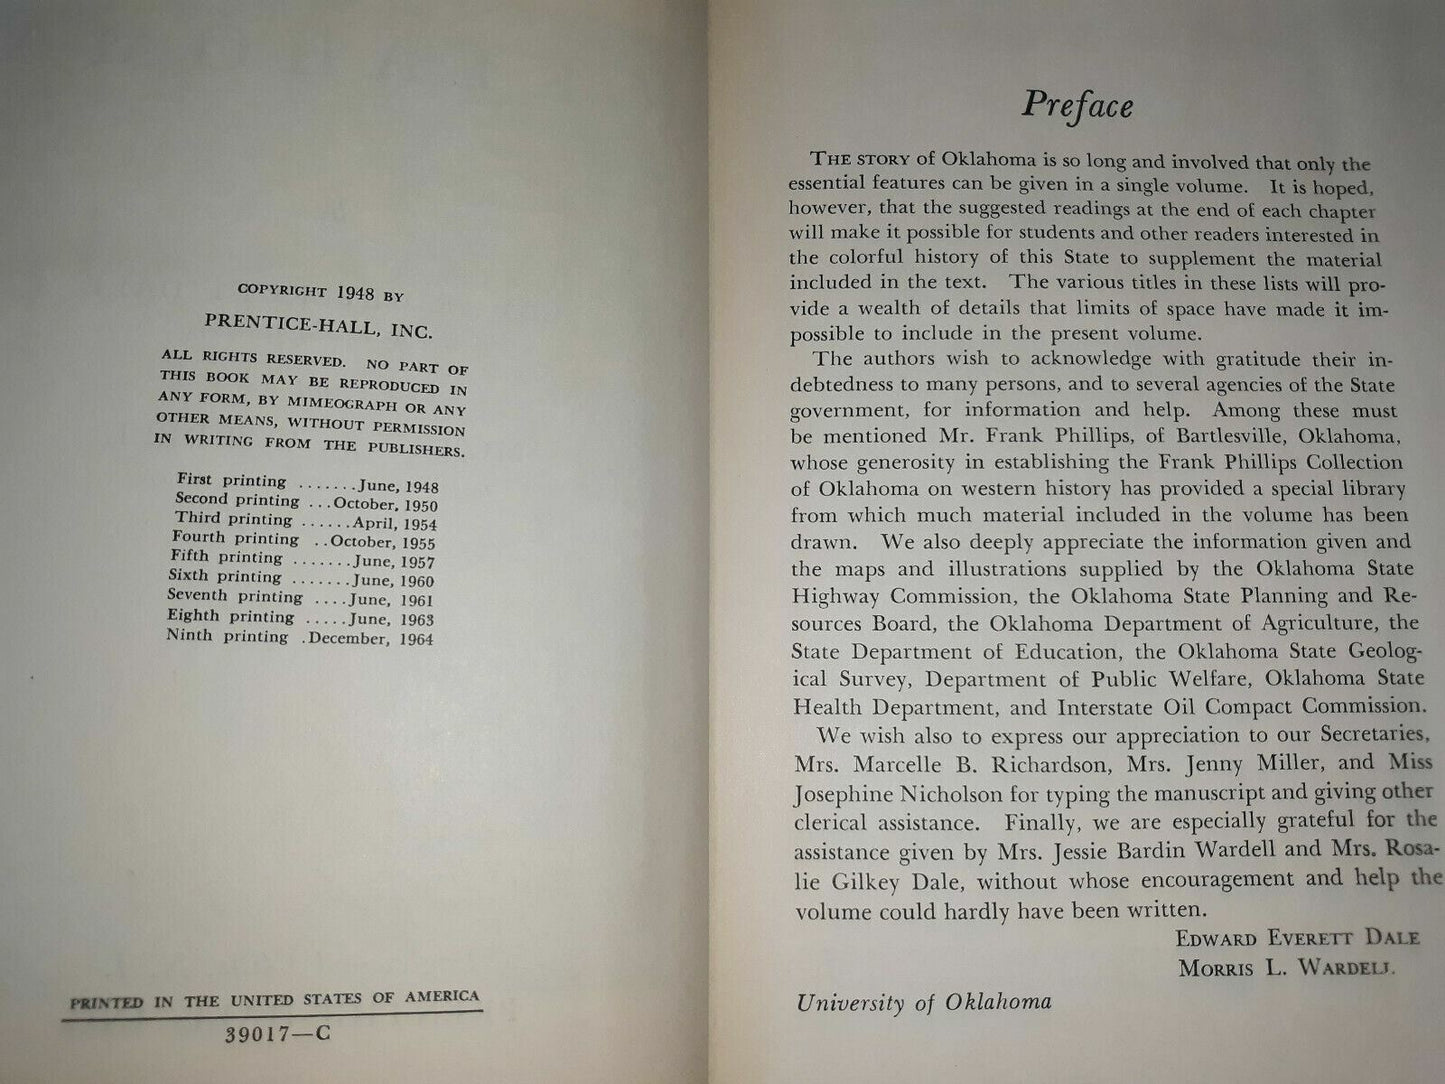 COPYRIGHT 1948 BY
PRENTICE-HALL, INC.
ALL RIGHTS RESERVED. NO PART OF
THIS BOOK MAY BE REPRODUCED IN
ANY FORM, BY MIMEOGRAPH OR ANY
OTHER MEANS, WITHOUT PERMISSION
IN WRITING FROM THE PUBLISHERS.
First printing .......June, 1948
Second printing ...October, 1950
Third printing ......April, 1954
Fourth printing ..October, 1955
Fifth printing .......June, 1957
Sixth printing .......June, 1960
Seventh printing ....June, 1961
Eighth printing .....June, 1963
Ninth printing .December, 1964
PRINTED IN THE UNITED STATES OF AMERICA
39017—C
Preface
THE STORY of Oklahoma is so long and involved that only the
essential features can be given in a single volume. It is hoped,
however, that the suggested readings at the end of each chapter
will make it possible for students and other readers interested in
the colorful history of this State to supplement the material
included in the text. The various titles in these lists will pro-
vide a wealth of details that limits of space have made it im-
possible to include in the present volume.
The authors wish to acknowledge with gratitude their in-
debtedness to many persons, and to several agencies of the State
government, for information and help. Among these must
be mentioned Mr. Frank Phillips, of Bartlesville, Oklahoma,
whose generosity in establishing the Frank Phillips Collection
of Oklahoma on western history has provided a special library
from which much material included in the volume has been
drawn. We also deeply appreciate the information given and
the maps and illustrations supplied by the Oklahoma State
Highway Commission, the Oklahoma State Planning and Re-
sources Board, the Oklahoma Department of Agriculture, the
State Department of Education, the Oklahoma State Geolog-
ical Survey, Department of Public Welfare, Oklahoma State
Health Department, and Interstate Oil Compact Commission.
We wish also to express our appreciation to our Secretaries,
Mrs. Marcelle B. Richardson, Mrs. Jenny Miller, and Miss
Josephine Nicholson for typing the manuscript and giving other
clerical assistance. Finally, we are especially grateful for the
assistance given by Mrs. Jessie Bardin Wardell and Mrs. Rosa-
lie Gilkey Dale, without whose encouragement and help the
volume could hardly have been written.
EDWARD EVERETT DALE
MORRIS L. WARDELL
University of Oklahoma